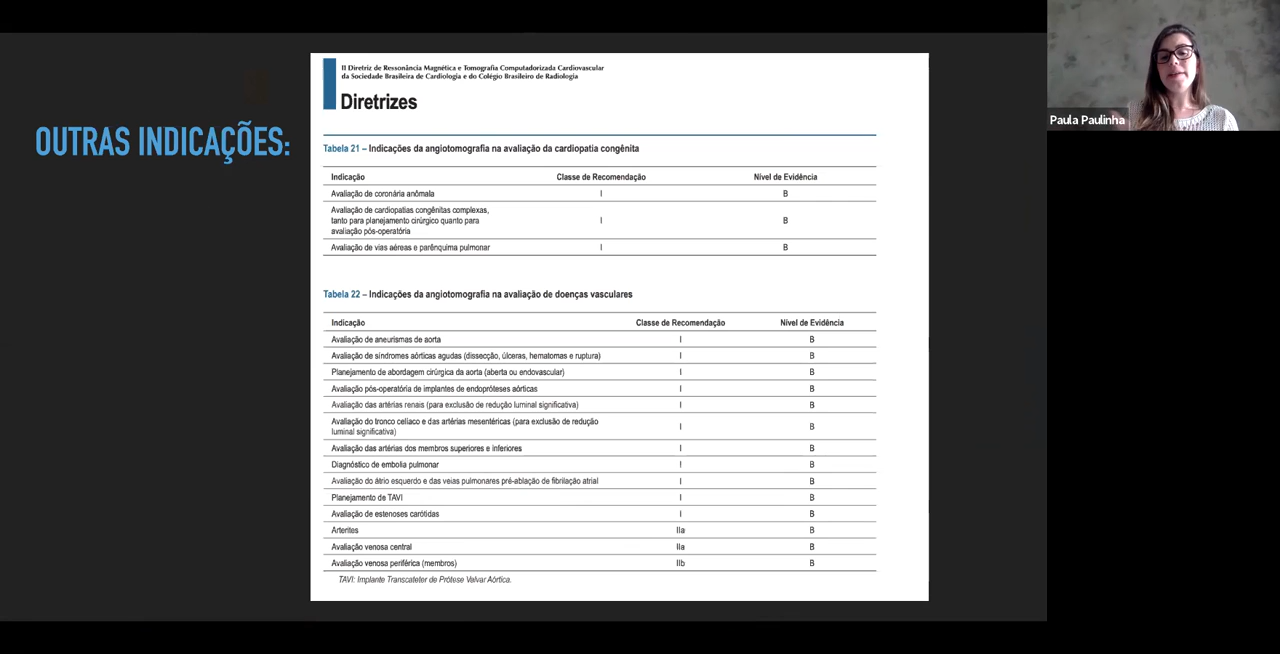 OUTRAS INDICAÇÕES:
II Diretriz de Ressonância Magnética e Tomografia Computadorizada Cardiovascular
da Sociedade Brasileira de Cardiologia e do Colégio Brasileiro de Radiologia
Diretrizes
Tabela 21 – Indicações da angiotomografia na avaliação da cardiopatia congênita
Indicação Classe de Recomendação Nível de Evidência
Avaliação de coronária anômala I B
Avaliação de cardiopatias congênitas complexas,
tanto para planejamento cirúrgico quanto para I B
avaliação pós-operatória
Avaliação de vias aéreas e parênquima pulmonar I B
Tabela 22 – Indicações da angiotomografia na avaliação de doenças vasculares
Indicação Classe de Recomendação Nível de Evidência
Avaliação de aneurismas de aorta I B
Avaliação de síndromes aórticas agudas (dissecção, úlceras, hematomas e ruptura) I B
Planejamento de abordagem cirúrgica da aorta (aberta ou endovascular) I B
Avaliação pós-operatória de implantes de endopróteses aórticas I B
Avaliação das artérias renais (para exclusão de redução luminal significativa) I B
Avaliação do tronco celíaco e das artérias mesentéricas (para exclusão de redução I B
luminal significativa)
Avaliação das artérias dos membros superiores e inferiores I B
Diagnóstico de embolia pulmonar I B
Avaliação do átrio esquerdo e das veias pulmonares pré-ablação de fibrilação atrial I B
Planejamento de TAVI I B
Avaliação de estenoses carótidas I B
Arterites IIa B
Avaliação venosa central IIa B
Avaliação venosa periférica (membros) IIb B
TAVI: Implante Transcateter de Prótese Valvar Aórtica.
Paula Paulinha